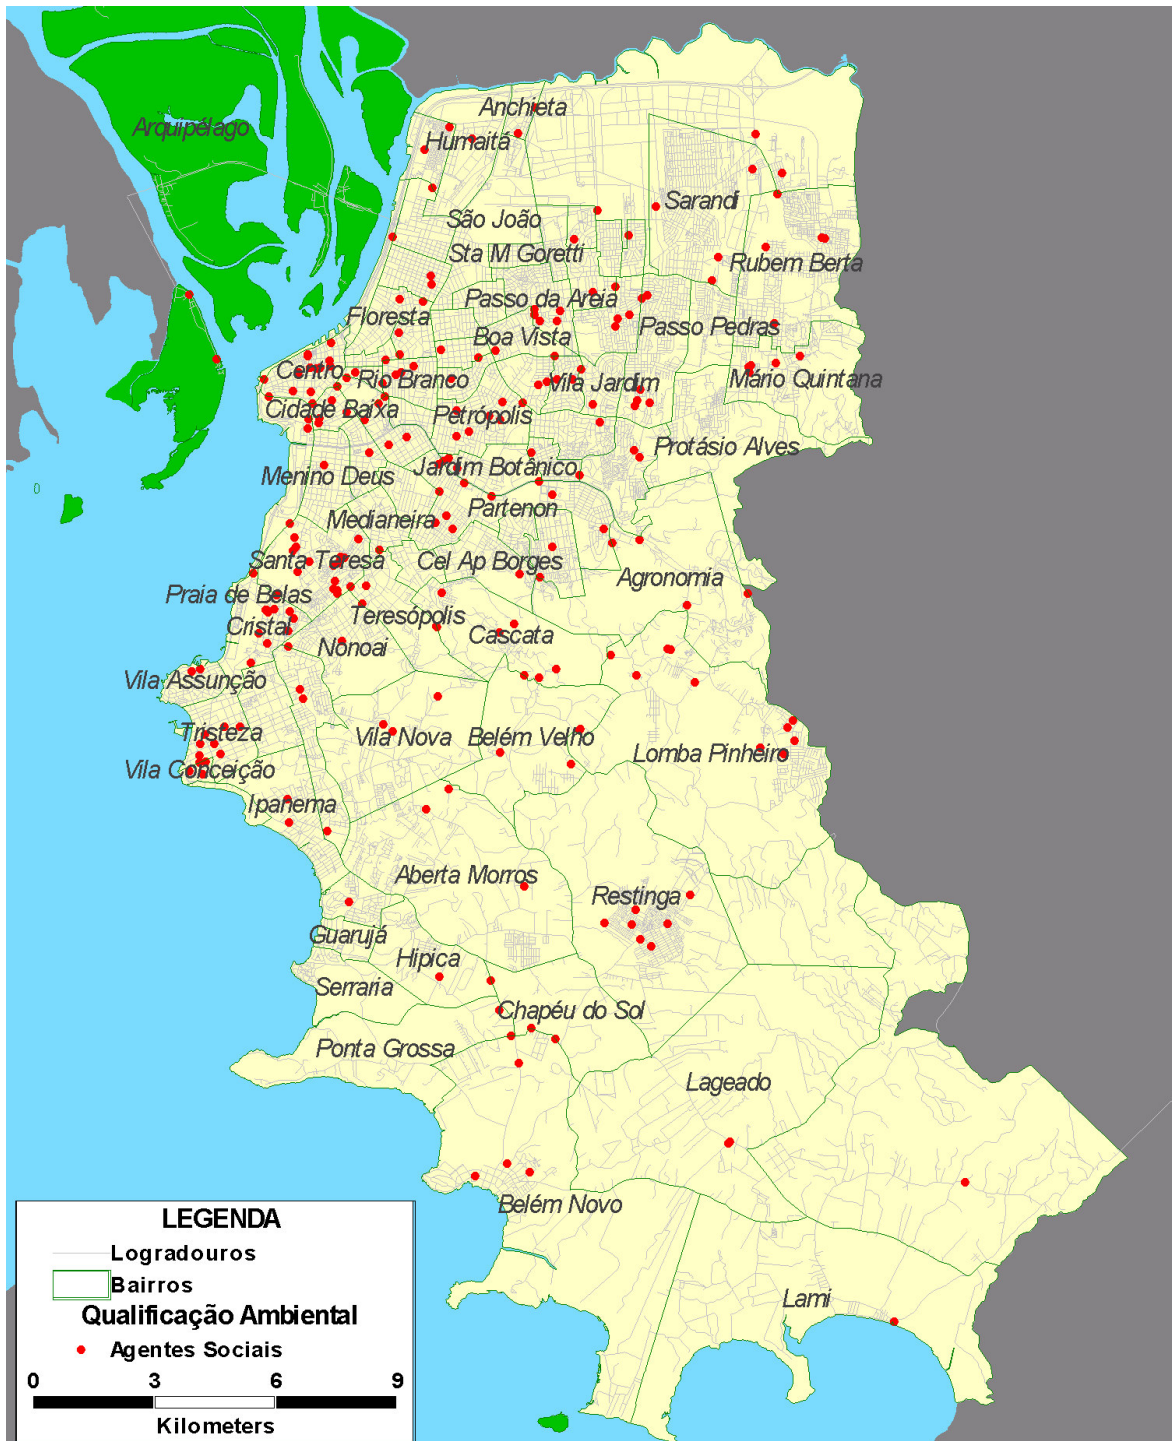 Anchieta
Arquipélago
Humaitá
Sarandi
São João
Sta M Goretti
Rubem Berta
Passo da Areia
Floresta
Passo Pedras
Boa Vista
Centro
Rio Branco
Vila Jardim
Mário Quintana
Cidade Baixa
Petrópolis
Protásio Alves
Jardim Botânico
Menino Deus
Partenon
Medianeira
Santa Teresa
Cel Ap Borges
Agronomia
Praia de Belas
Teresópolis
Cristal
Cascata
Nonoai
Vila Assunção
Tristeza
Vila Nova
Belém Velho
Lomba Pinheiro
Vila Conceição
Ipanema
Aberta Morros
Restinga
Guarujá
Hipica
Serraria
Chapéu do Sol
Ponta Grossa
Lageado
Belém Novo
Lami
LEGENDA
Logradouros
Bairros
Qualificação Ambiental
Agentes Sociais
0 3 6 9
Kilometers